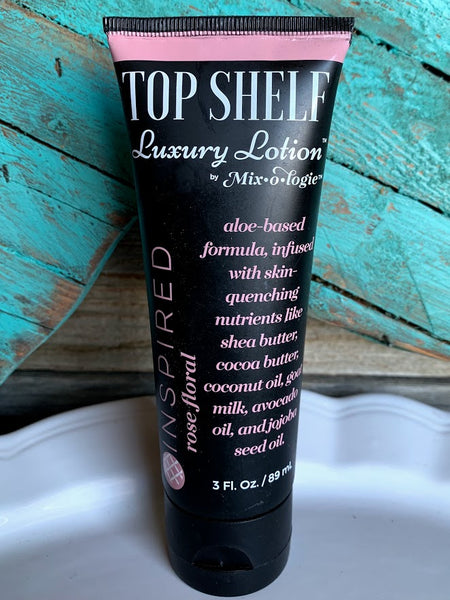 TOP SHELF
Luxury Lotion™
by Mix•o•logie™
aloe-based
formula, infused
with skin-
quenching
nutrients like
shea butter,
cocoa butter,
coconut oil, goat
milk, avocado
oil, and jojoba
seed oil.
INSPIRED
rose floral
3 Fl. Oz. / 89 mL